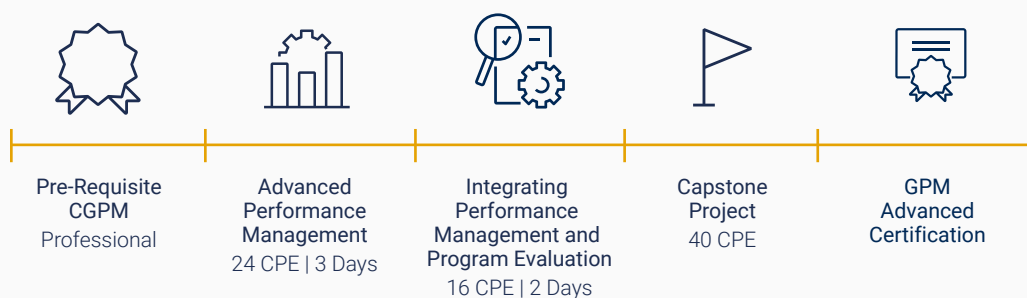 Pre-Requisite
CGPM
Professional
Advanced
Performance
Management
24 CPE | 3 Days
Integrating
Performance
Management and
Program Evaluation
16 CPE | 2 Days
Capstone
Project
40 CPE
GPM
Advanced
Certification